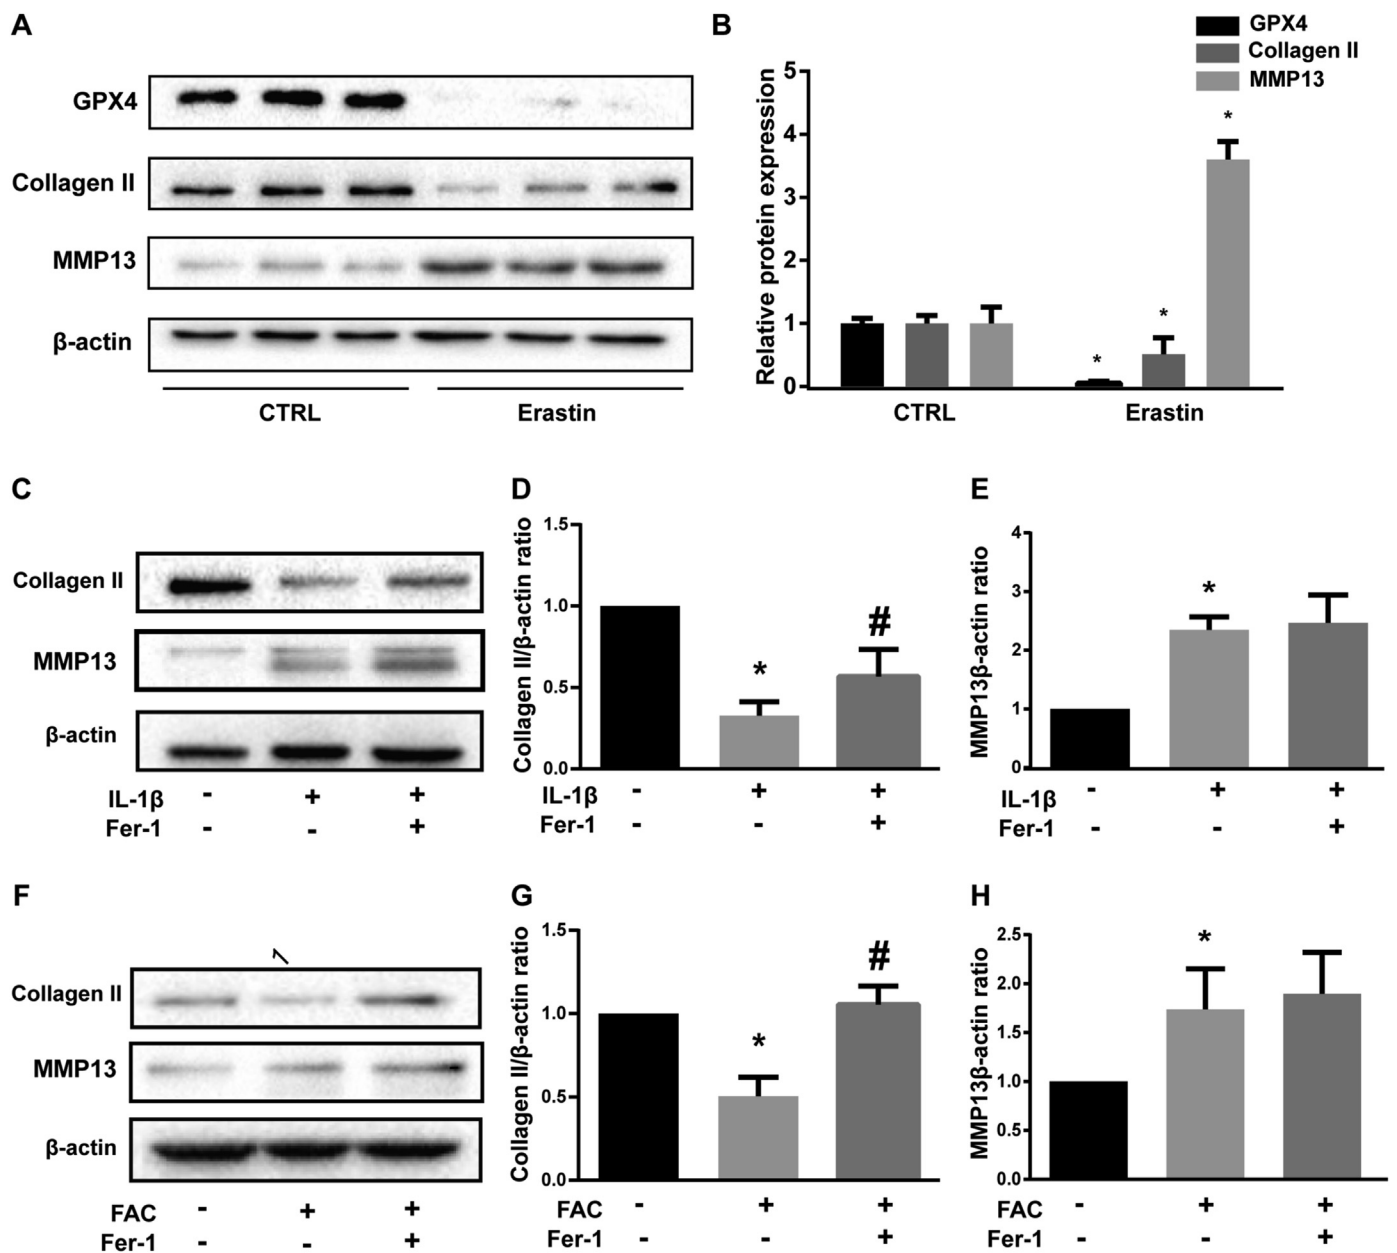 A
GPX4
Collagen II
MMP13
β-actin
CTRL
Erastin
B
GPX4
Collagen II
MMP13
Relative protein expression
5
4
3
2
1
0
*
*
*
CTRL
Erastin
C
Collagen II
MMP13
β-actin
IL-1β - + +
Fer-1 - - +
D
Collagen II/β-actin ratio
1.5
1.0
0.5
0.0
*
#
IL-1β - + +
Fer-1 - - +
E
MMP13β-actin ratio
4
3
2
1
0
*
IL-1β - + +
Fer-1 - - +
F
1
Collagen II
MMP13
β-actin
FAC - + +
Fer-1 - - +
G
Collagen II/β-actin ratio
1.5
1.0
0.5
0.0
*
#
FAC - + +
Fer-1 - - +
H
MMP13β-actin ratio
2.5
2.0
1.5
1.0
0.5
0.0
*
FAC - + +
Fer-1 - - +